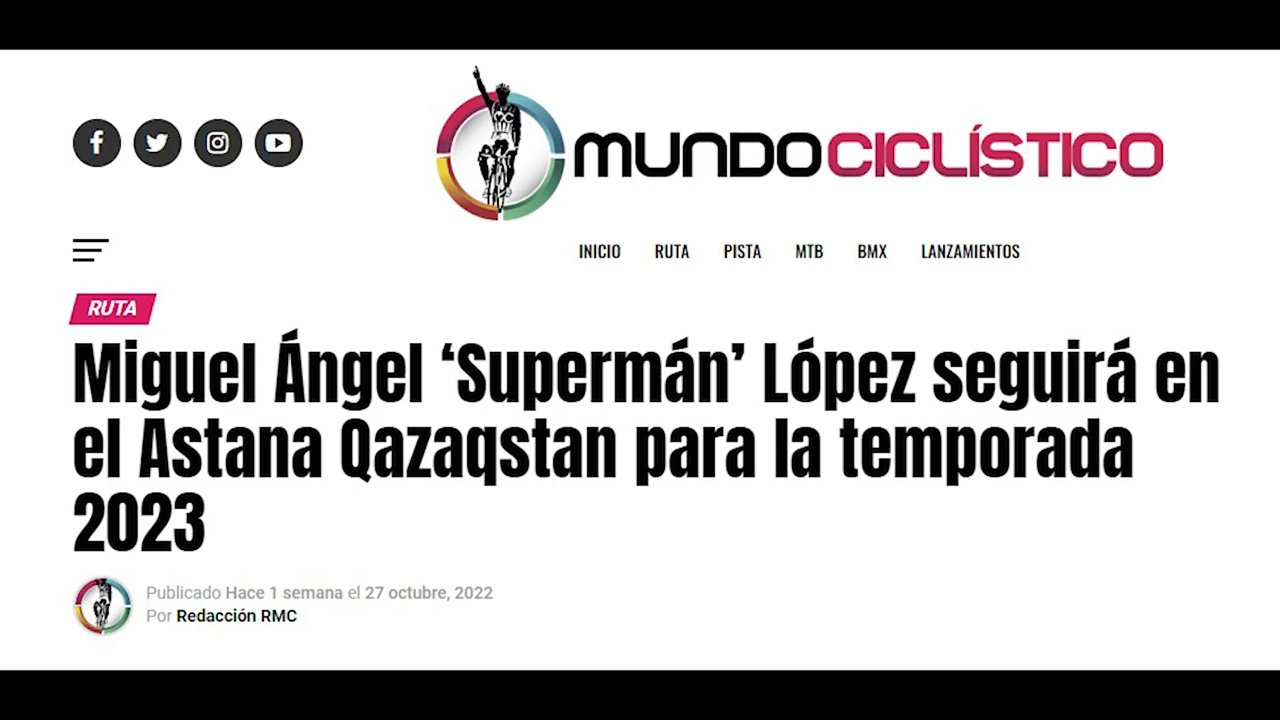 MUNDOCICLÍSTICO
INICIO RUTA PISTA MTB BMX LANZAMIENTOS
RUTA
Miguel Ángel ‘Supermán’ López seguirá en
el Astana Qazaqstan para la temporada
2023
Publicado Hace 1 semana el 27 octubre, 2022
Por Redacción RMC